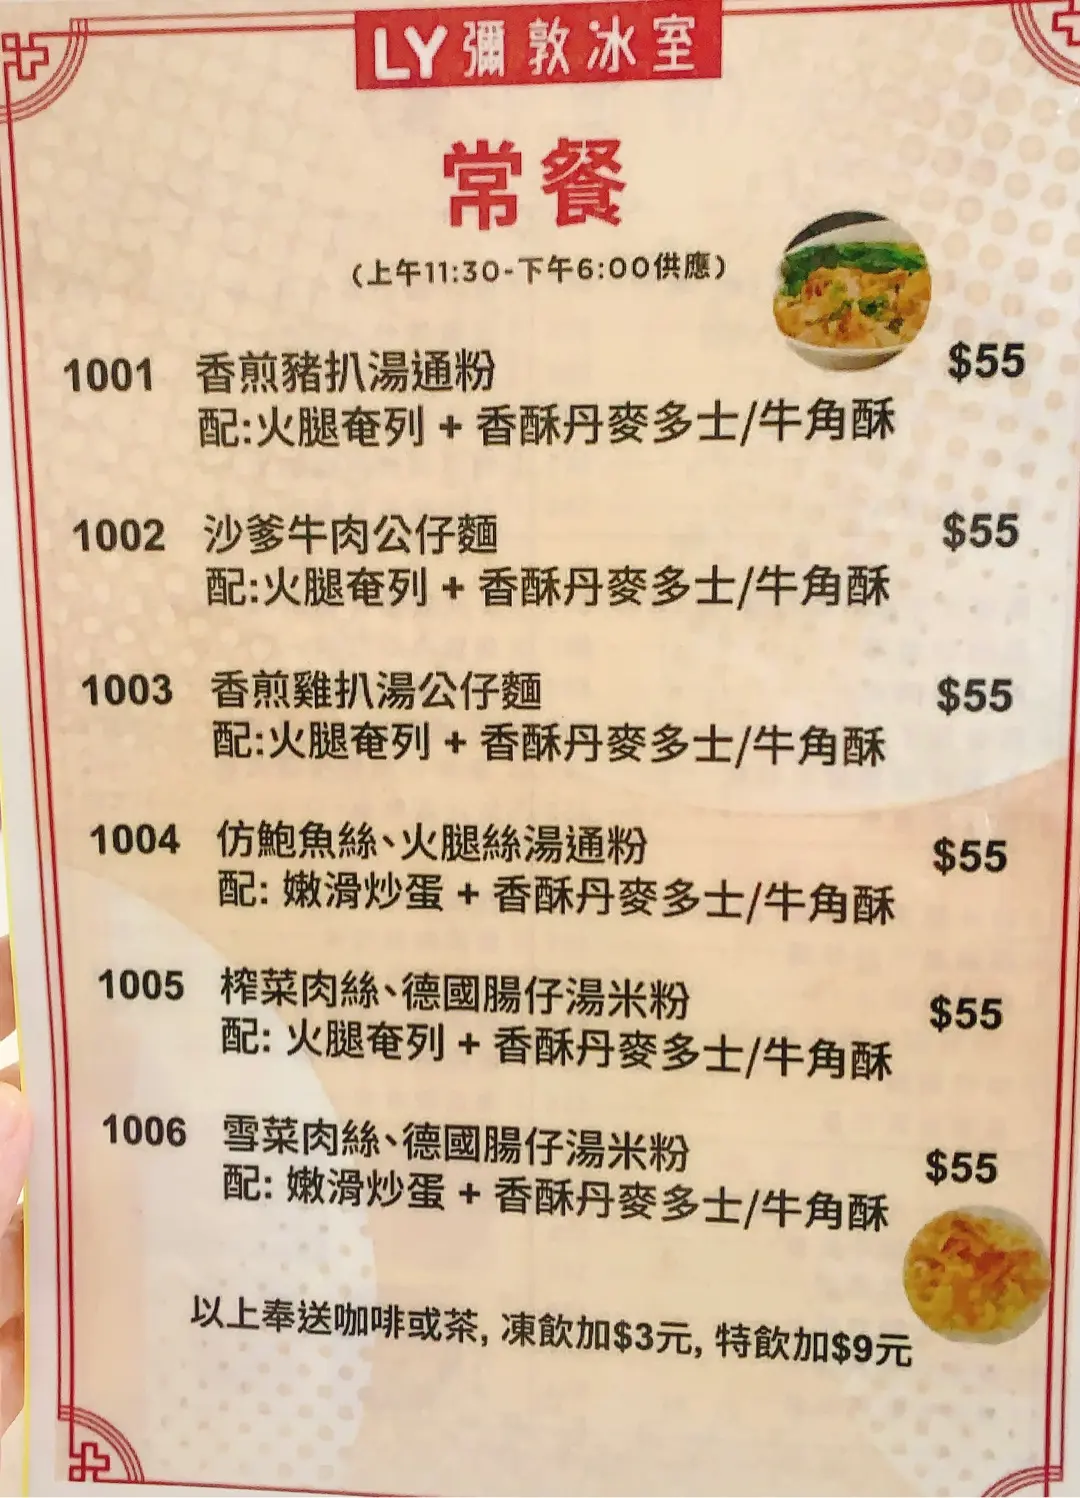 LY彌敦冰室
常餐
(上午11:30-下午6:00供應)
1001 香煎豬扒湯通粉 $55
配:火腿奄列 + 香酥丹麥多士/牛角酥
1002 沙爹牛肉公仔麵 $55
配:火腿奄列 + 香酥丹麥多士/牛角酥
1003 香煎雞扒湯公仔麵 $55
配:火腿奄列 + 香酥丹麥多士/牛角酥
1004 仿鮑魚絲、火腿絲湯通粉 $55
配: 嫩滑炒蛋 + 香酥丹麥多士/牛角酥
1005 榨菜肉絲、德國腸仔湯米粉 $55
配: 火腿奄列 + 香酥丹麥多士/牛角酥
1006 雪菜肉絲、德國腸仔湯米粉 $55
配: 嫩滑炒蛋 + 香酥丹麥多士/牛角酥
以上奉送咖啡或茶, 凍飲加$3元, 特飲加$9元